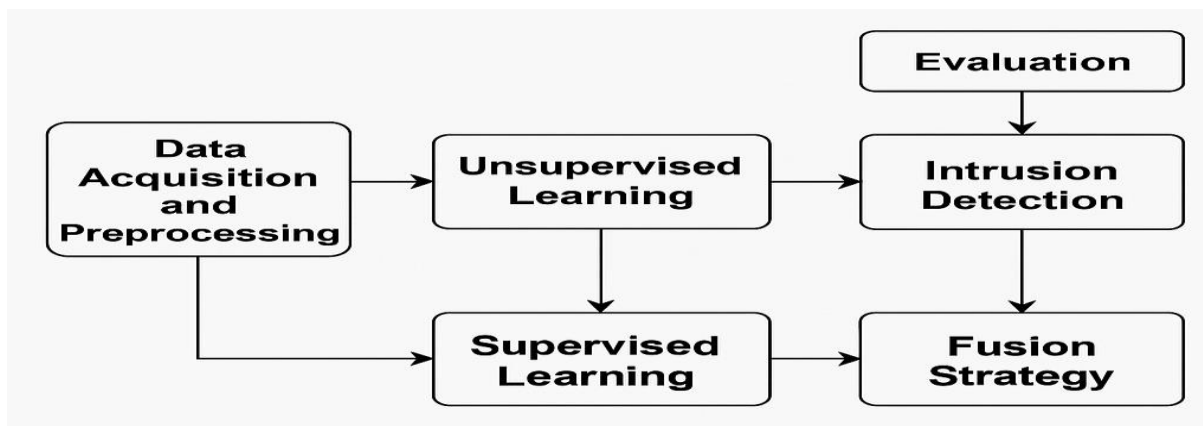 Evaluation
Data
Acquisition
and
Preprocessing
Unsupervised
Learning
Intrusion
Detection
Supervised
Learning
Fusion
Strategy